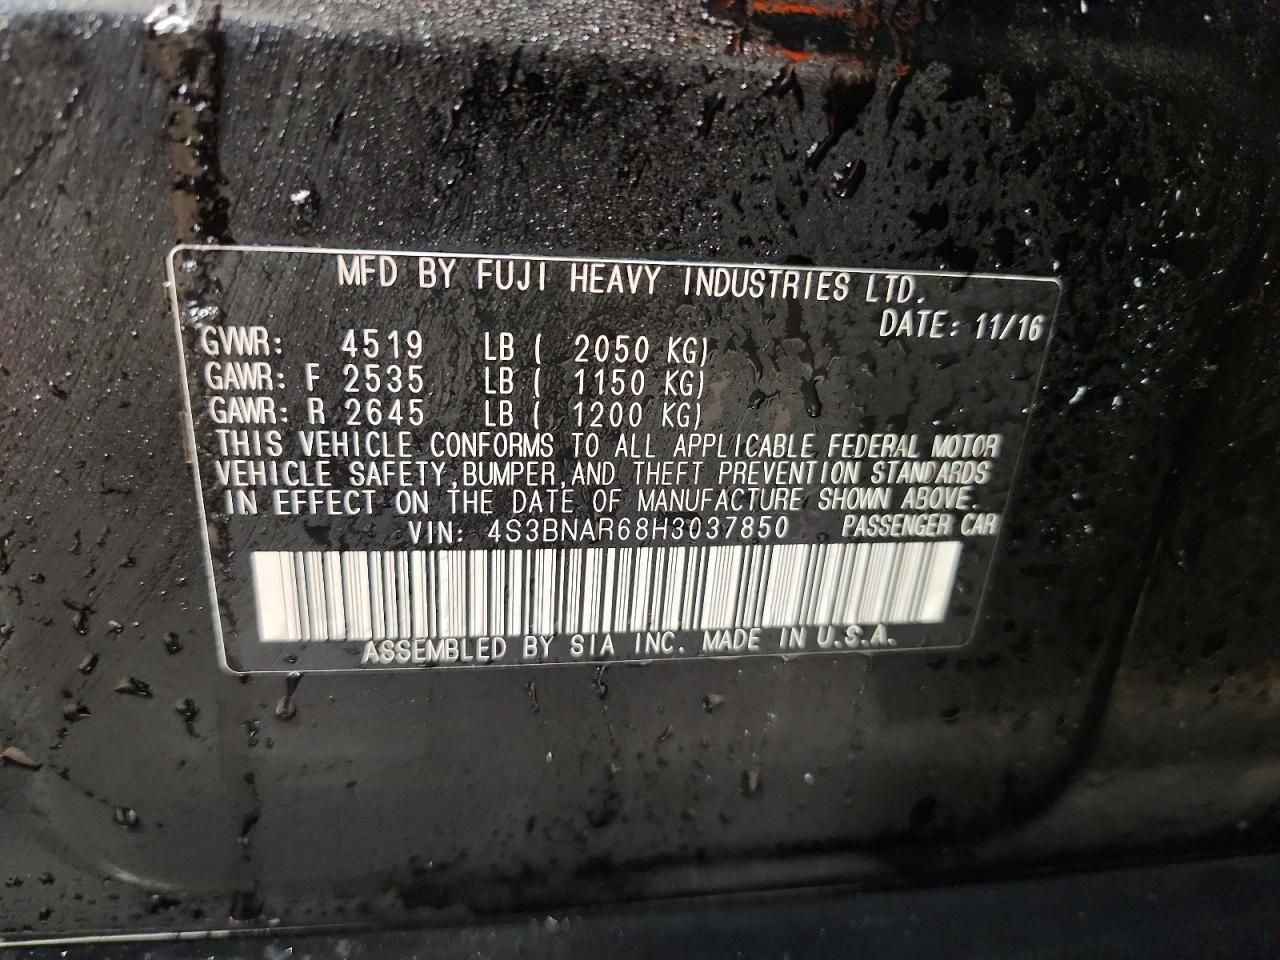 MFD BY FUJI HEAVY INDUSTRIES LTD.
DATE: 11/16
GVWR: 4519 LB ( 2050 KG)
GAWR: F 2535 LB ( 1150 KG)
GAWR: R 2645 LB ( 1200 KG)
THIS VEHICLE CONFORMS TO ALL APPLICABLE FEDERAL MOTOR
VEHICLE SAFETY,BUMPER,AND THEFT PREVENTION STANDARDS
IN EFFECT ON THE DATE OF MANUFACTURE SHOWN ABOVE.
VIN: 4S3BNAR68H3037850 PASSENGER CAR
ASSEMBLED BY SIA INC. MADE IN U.S.A.